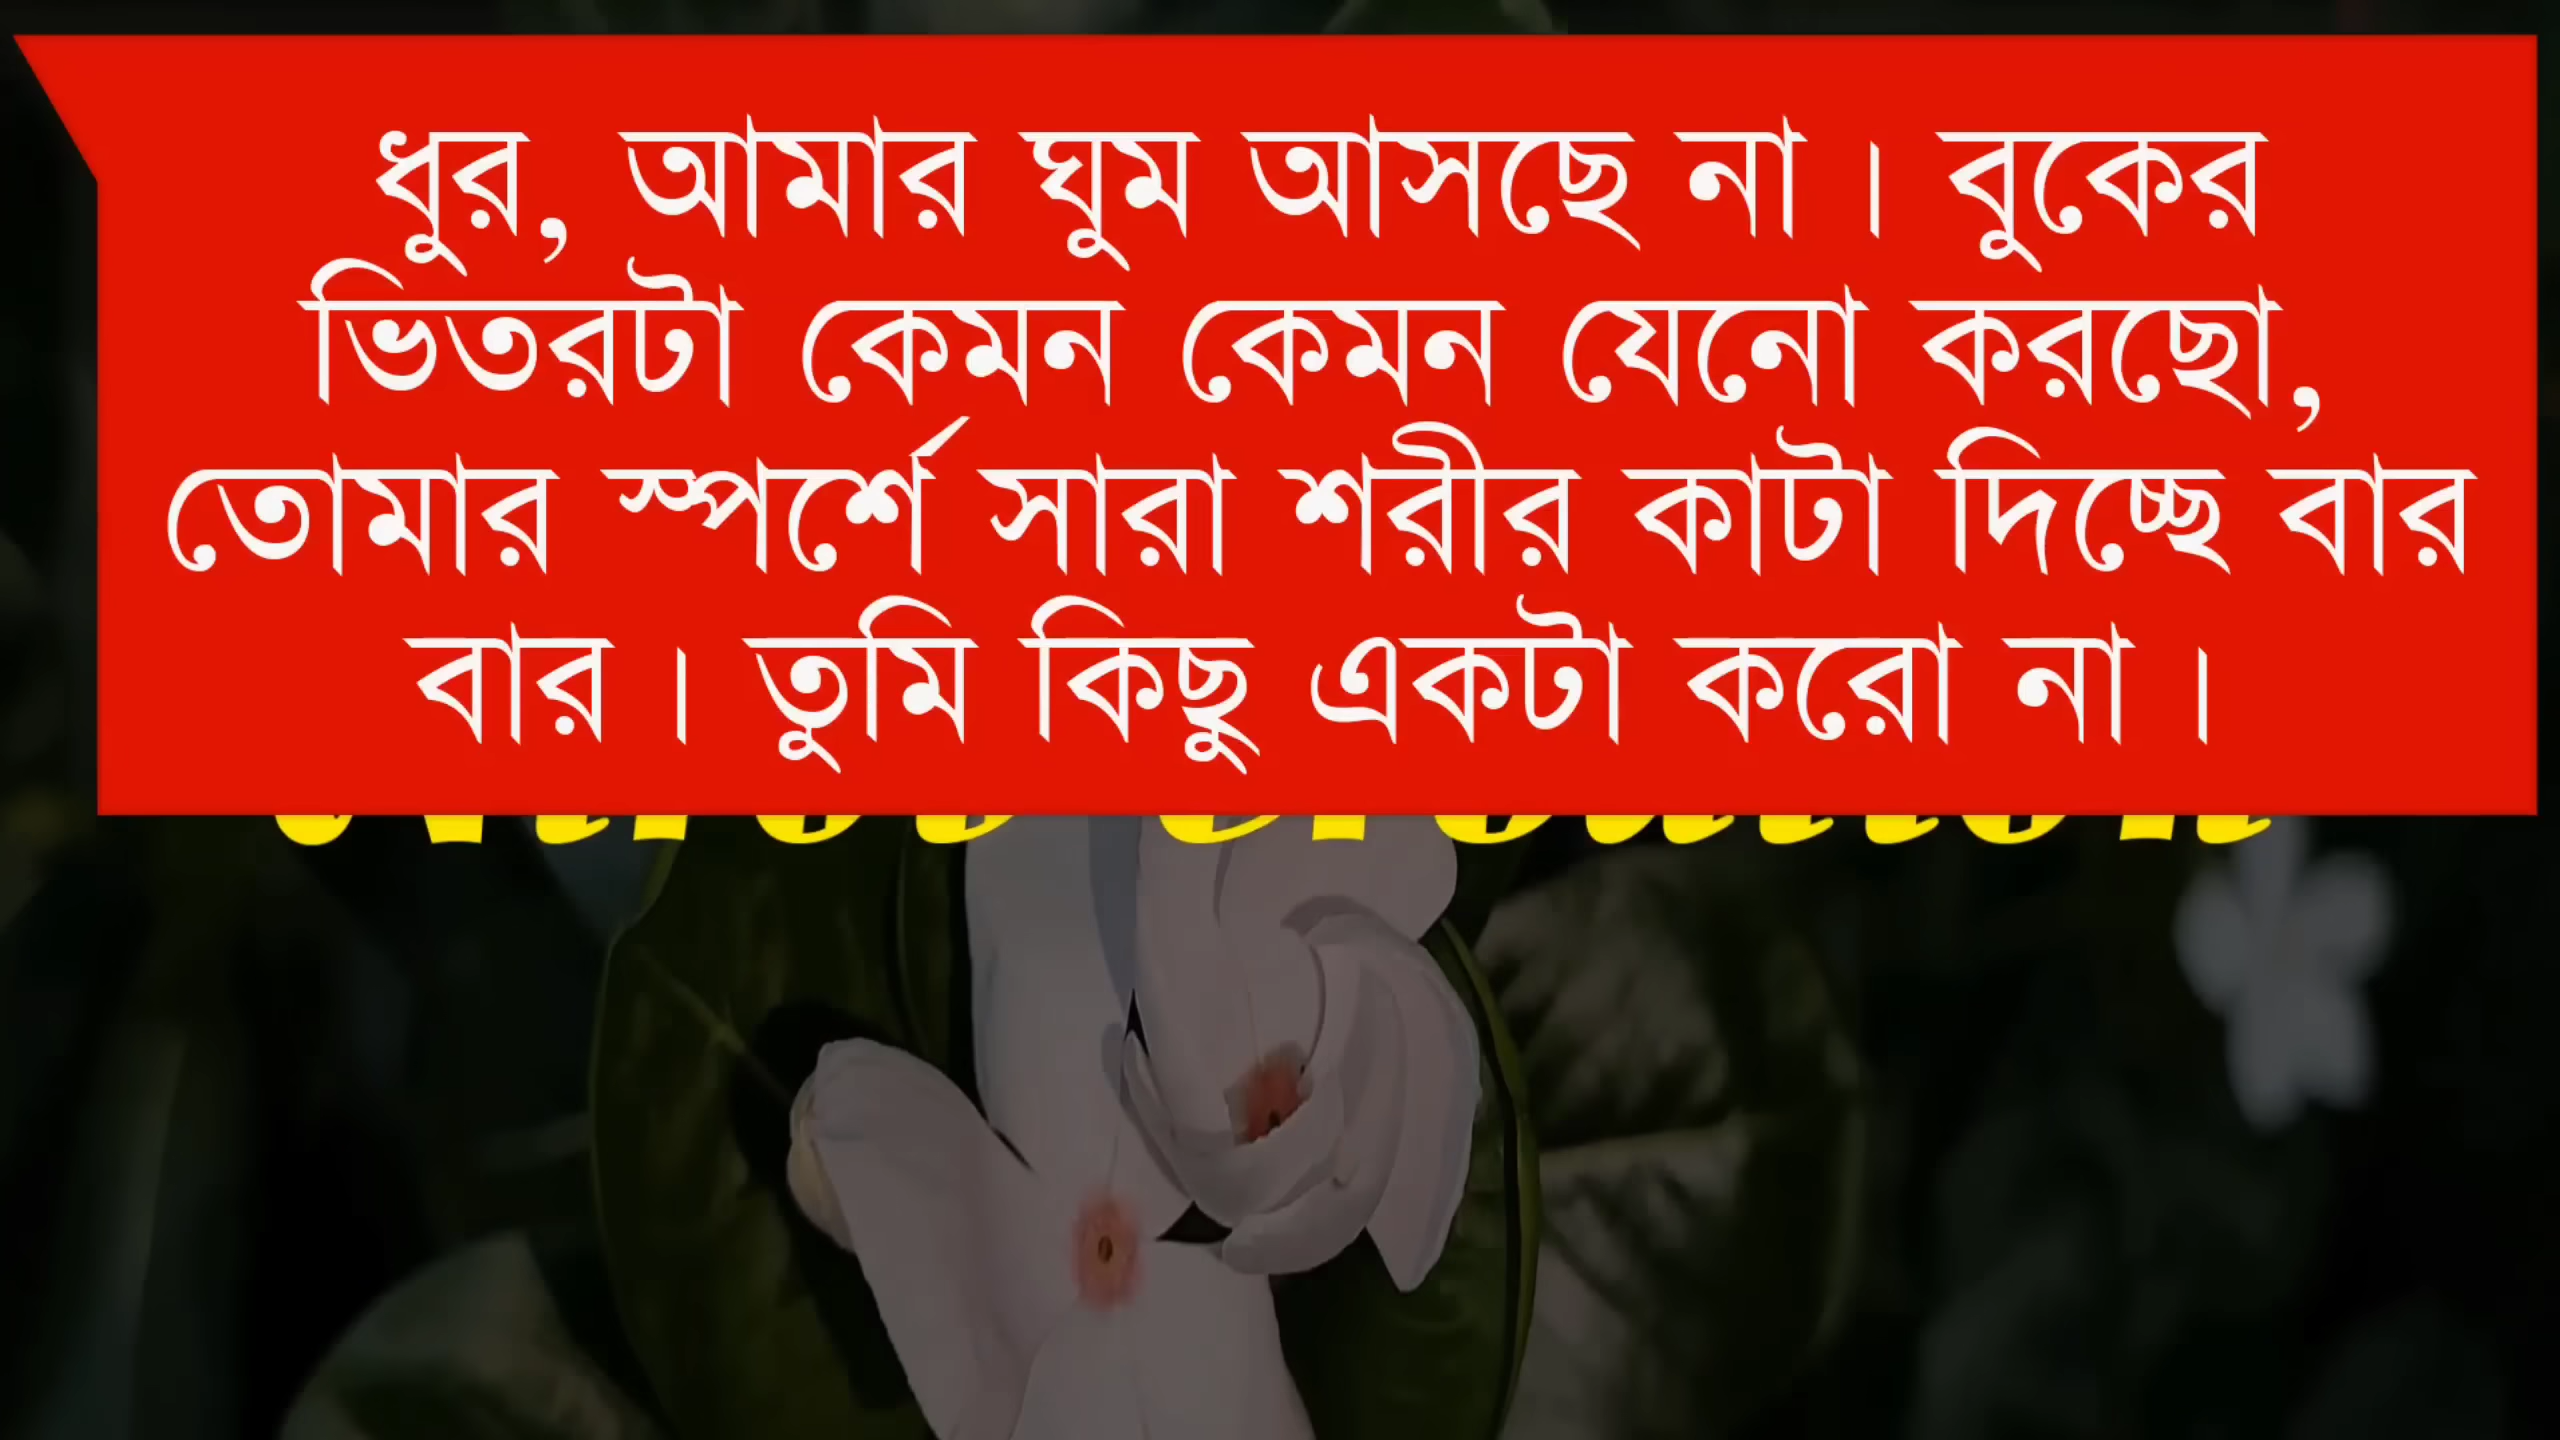 ধুর, আমার ঘুম আসছে না। বুকের
ভিতরটা কেমন কেমন যেনো করছো,
তোমার স্পর্শে সারা শরীর কাটা দিচ্ছে বার
বার। তুমি কিছু একটা করো না।